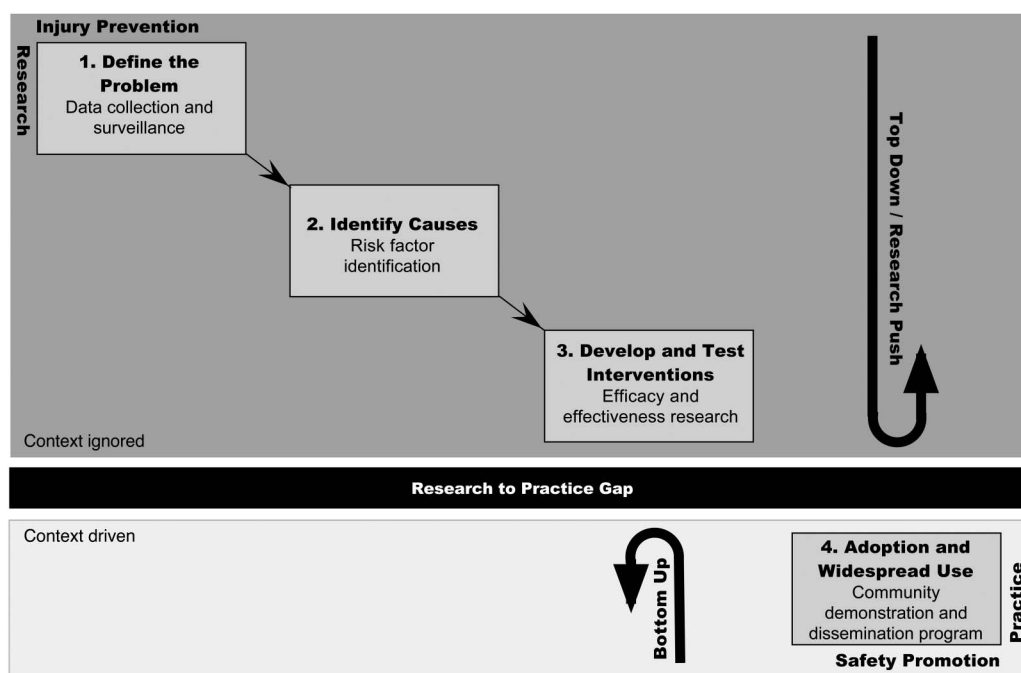 Injury Prevention
Research
1. Define the
Problem
Data collection and
surveillance
2. Identify Causes
Risk factor
identification
3. Develop and Test
Interventions
Efficacy and
effectiveness research
Top Down / Research Push
Context ignored
Research to Practice Gap
Context driven
Bottom Up
4. Adoption and
Widespread Use
Community
demonstration and
dissemination program
Practice
Safety Promotion